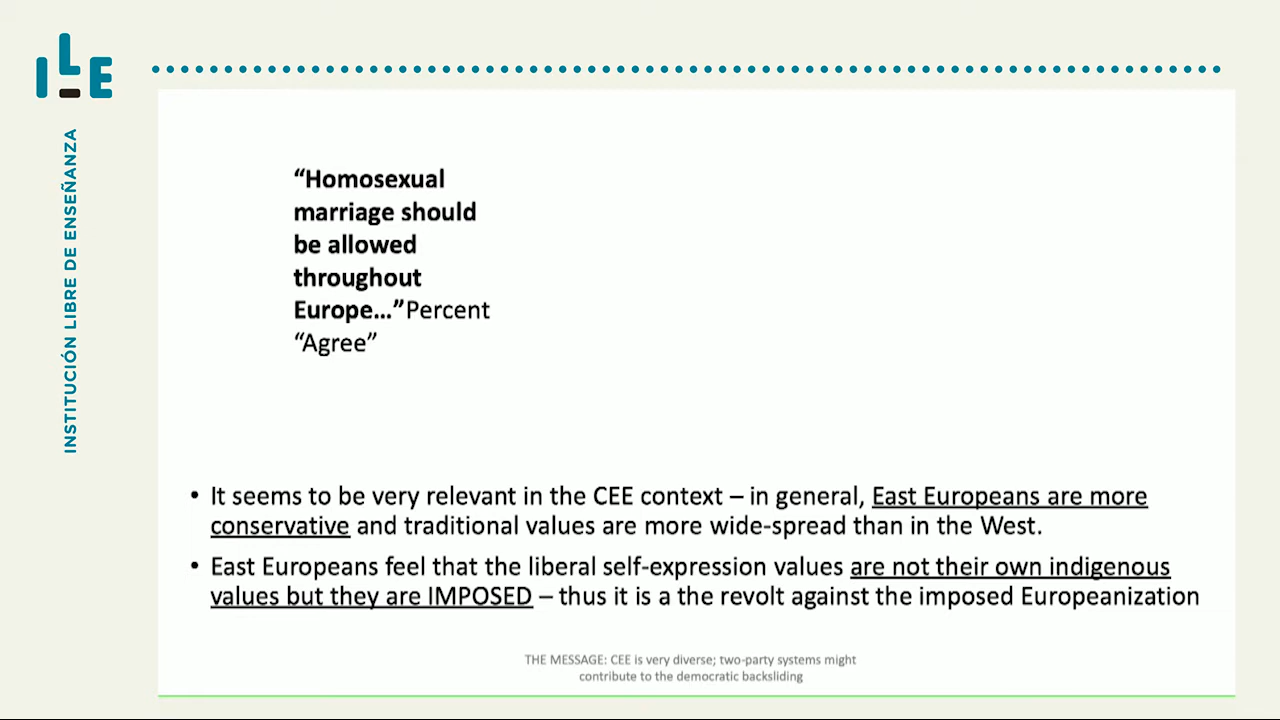 ILE
INSTITUCIÓN LIBRE DE ENSEÑANZA
“Homosexual
marriage should
be allowed
throughout
Europe...”Percent
“Agree”
• It seems to be very relevant in the CEE context – in general, East Europeans are more
conservative and traditional values are more wide-spread than in the West.
• East Europeans feel that the liberal self-expression values are not their own indigenous
values but they are IMPOSED – thus it is a the revolt against the imposed Europeanization
THE MESSAGE: CEE is very diverse; two-party systems might
contribute to the democratic backsliding